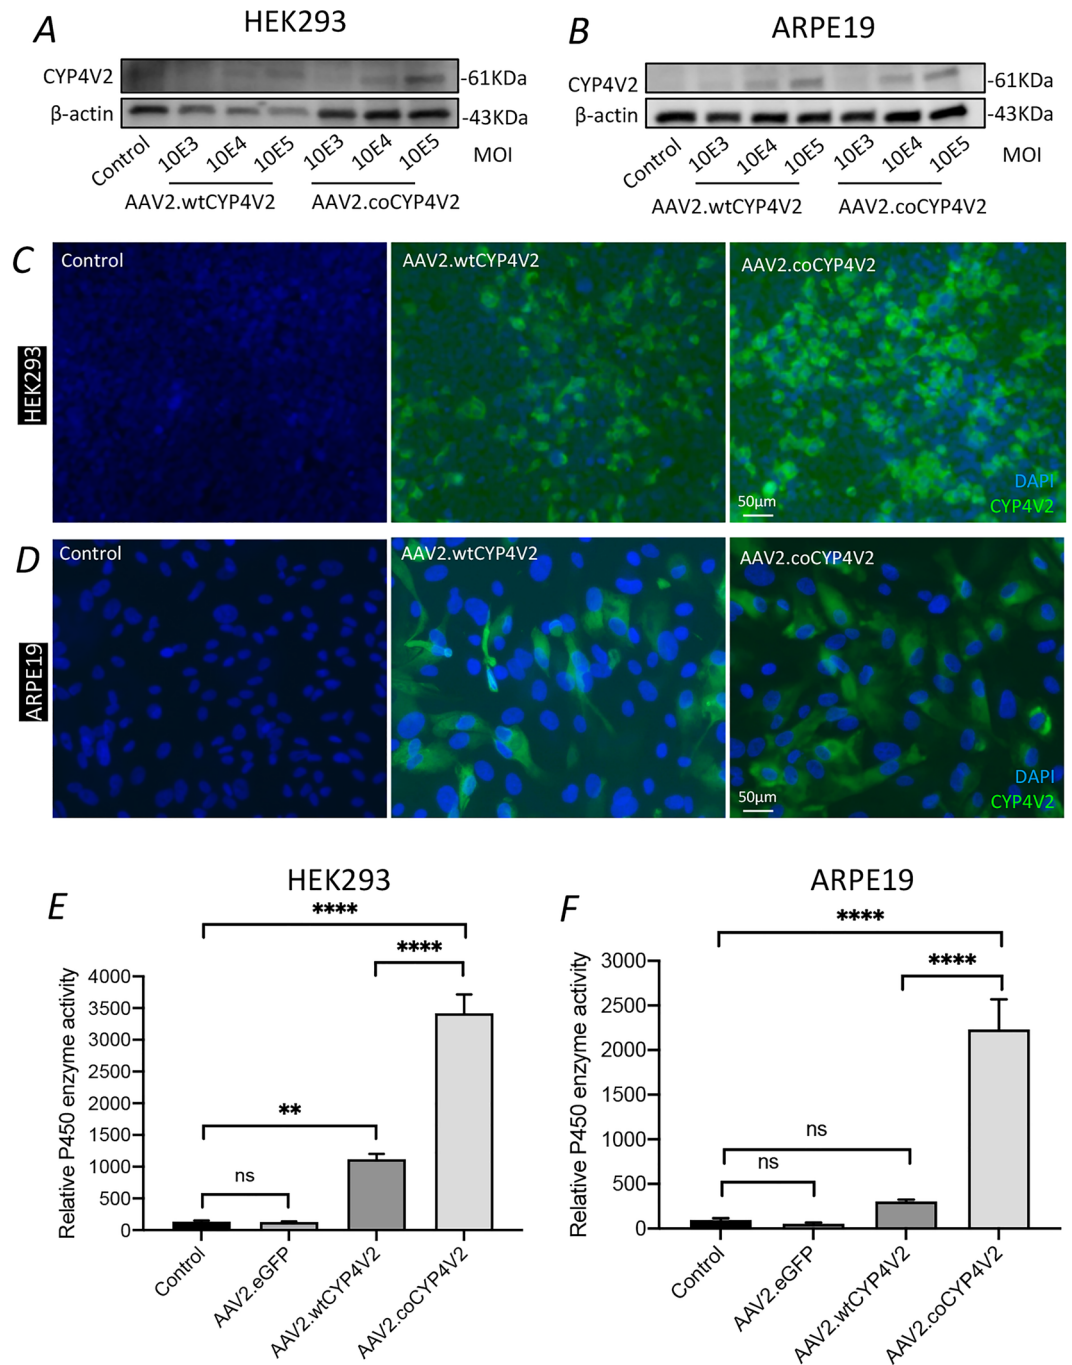 A
HEK293
CYP4V2
-61KDa
β-actin
-43KDa
Control
10E3
10E4
10E5
10E3
10E4
10E5
MOI
AAV2.wtCYP4V2
AAV2.coCYP4V2
B
ARPE19
CYP4V2
-61KDa
β-actin
-43KDa
Control
10E3
10E4
10E5
10E3
10E4
10E5
MOI
AAV2.wtCYP4V2
AAV2.coCYP4V2
C
HEK293
Control
AAV2.wtCYP4V2
AAV2.coCYP4V2
50μm
DAPI
CYP4V2
D
ARPE19
Control
AAV2.wtCYP4V2
AAV2.coCYP4V2
50μm
DAPI
CYP4V2
E
HEK293
****
****
**
ns
Relative P450 enzyme activity
4000
3500
3000
2500
2000
1500
1000
500
0
Control
AAV2.eGFP
AAV2.wtCYP4V2
AAV2.coCYP4V2
F
ARPE19
****
****
ns
ns
Relative P450 enzyme activity
3000
2500
2000
1500
1000
500
0
Control
AAV2.eGFP
AAV2.wtCYP4V2
AAV2.coCYP4V2